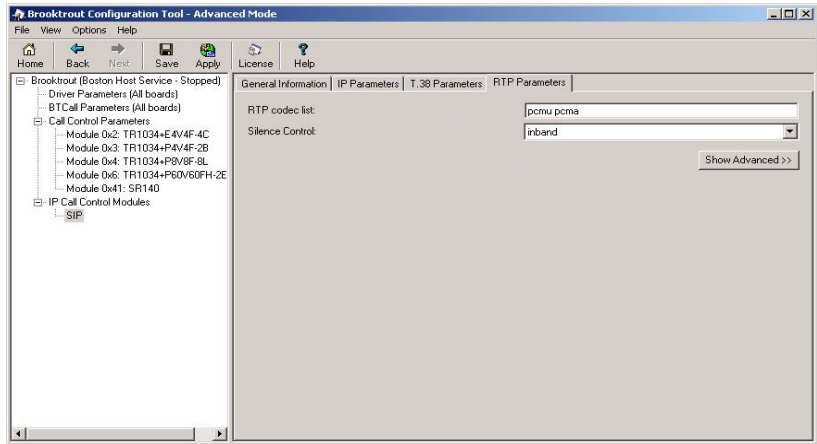 Brooktrout Configuration Tool - Advanced Mode
File View Options Help
Home Back Next Save Apply License Help
Brooktrout (Boston Host Service - Stopped)
Driver Parameters (All boards)
BTCall Parameters (All boards)
Call Control Parameters
Module 0x2: TR1034+E4V4F-4C
Module 0x3: TR1034+P4V4F-2B
Module 0x4: TR1034+P8V8F-8L
Module 0x6: TR1034+P60V60FH-2E
Module 0x41: SR140
IP Call Control Modules
SIP
General Information IP Parameters T.38 Parameters RTP Parameters
RTP codec list: pcmu pcma
Silence Control: inband
Show Advanced >>